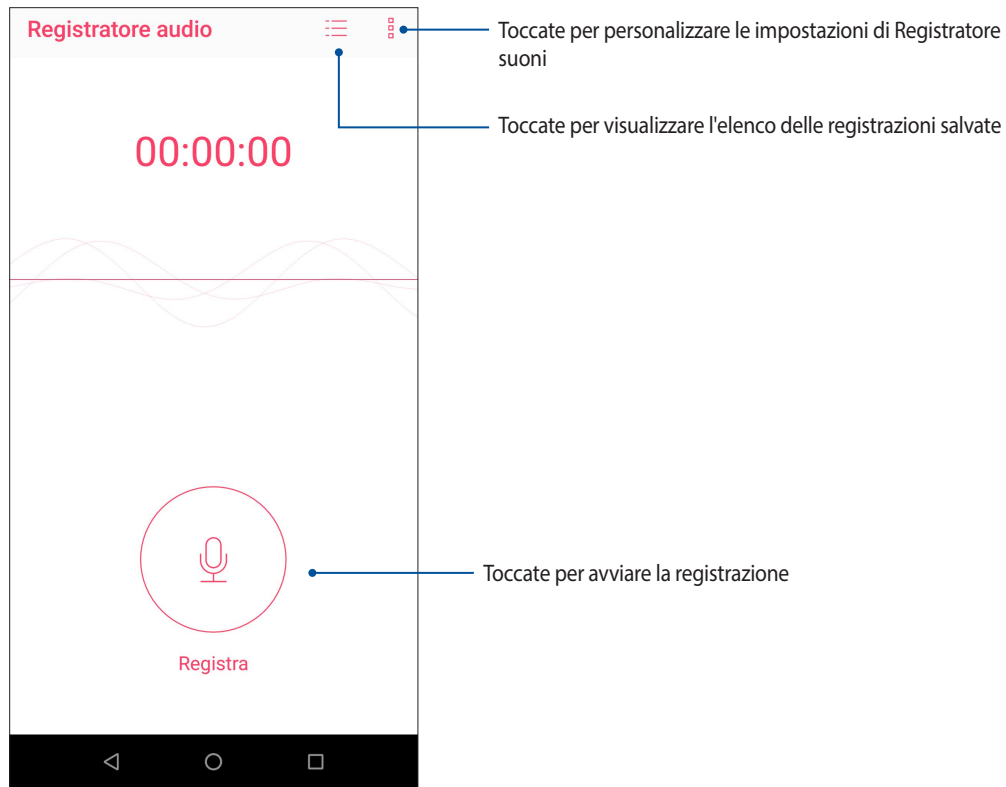 Registratore audio
Toccate per personalizzare le impostazioni di Registratore
suoni
Toccate per visualizzare l'elenco delle registrazioni salvate
00:00:00
Toccate per avviare la registrazione
Registra